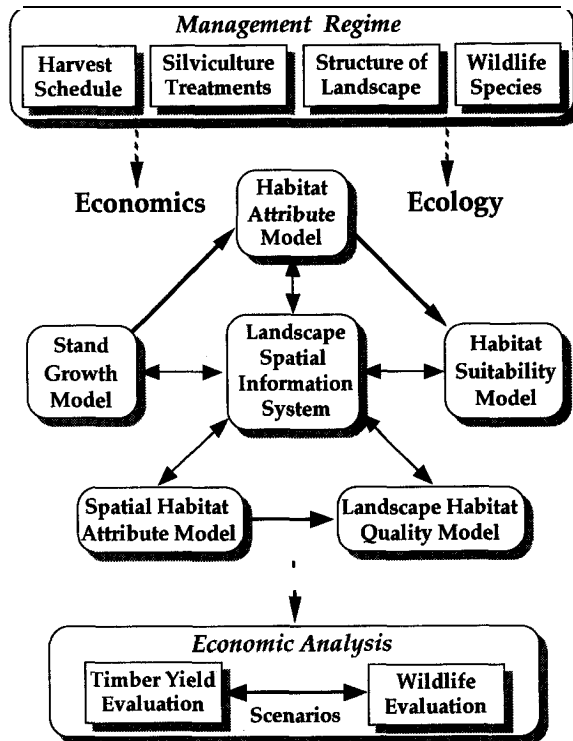 Management Regime
Harvest
Schedule
Silviculture
Treatments
Structure of
Landscape
Wildlife
Species
Economics
Ecology
Habitat
Attribute
Model
Stand
Growth
Model
Landscape
Spatial
Information
System
Habitat
Suitability
Model
Spatial Habitat
Attribute Model
Landscape Habitat
Quality Model
Economic Analysis
Timber Yield
Evaluation
Scenarios
Wildlife
Evaluation